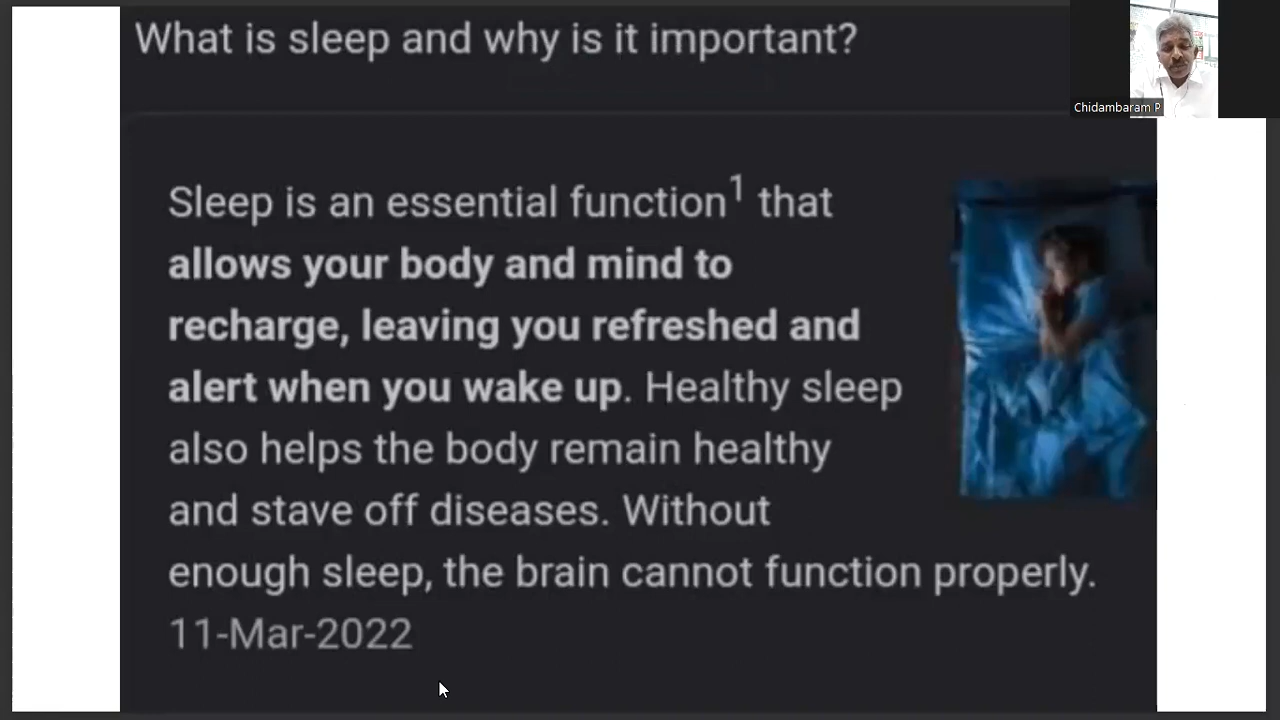 What is sleep and why is it important?
Chidambaram P
Sleep is an essential function¹ that
allows your body and mind to
recharge, leaving you refreshed and
alert when you wake up. Healthy sleep
also helps the body remain healthy
and stave off diseases. Without
enough sleep, the brain cannot function properly.
11-Mar-2022